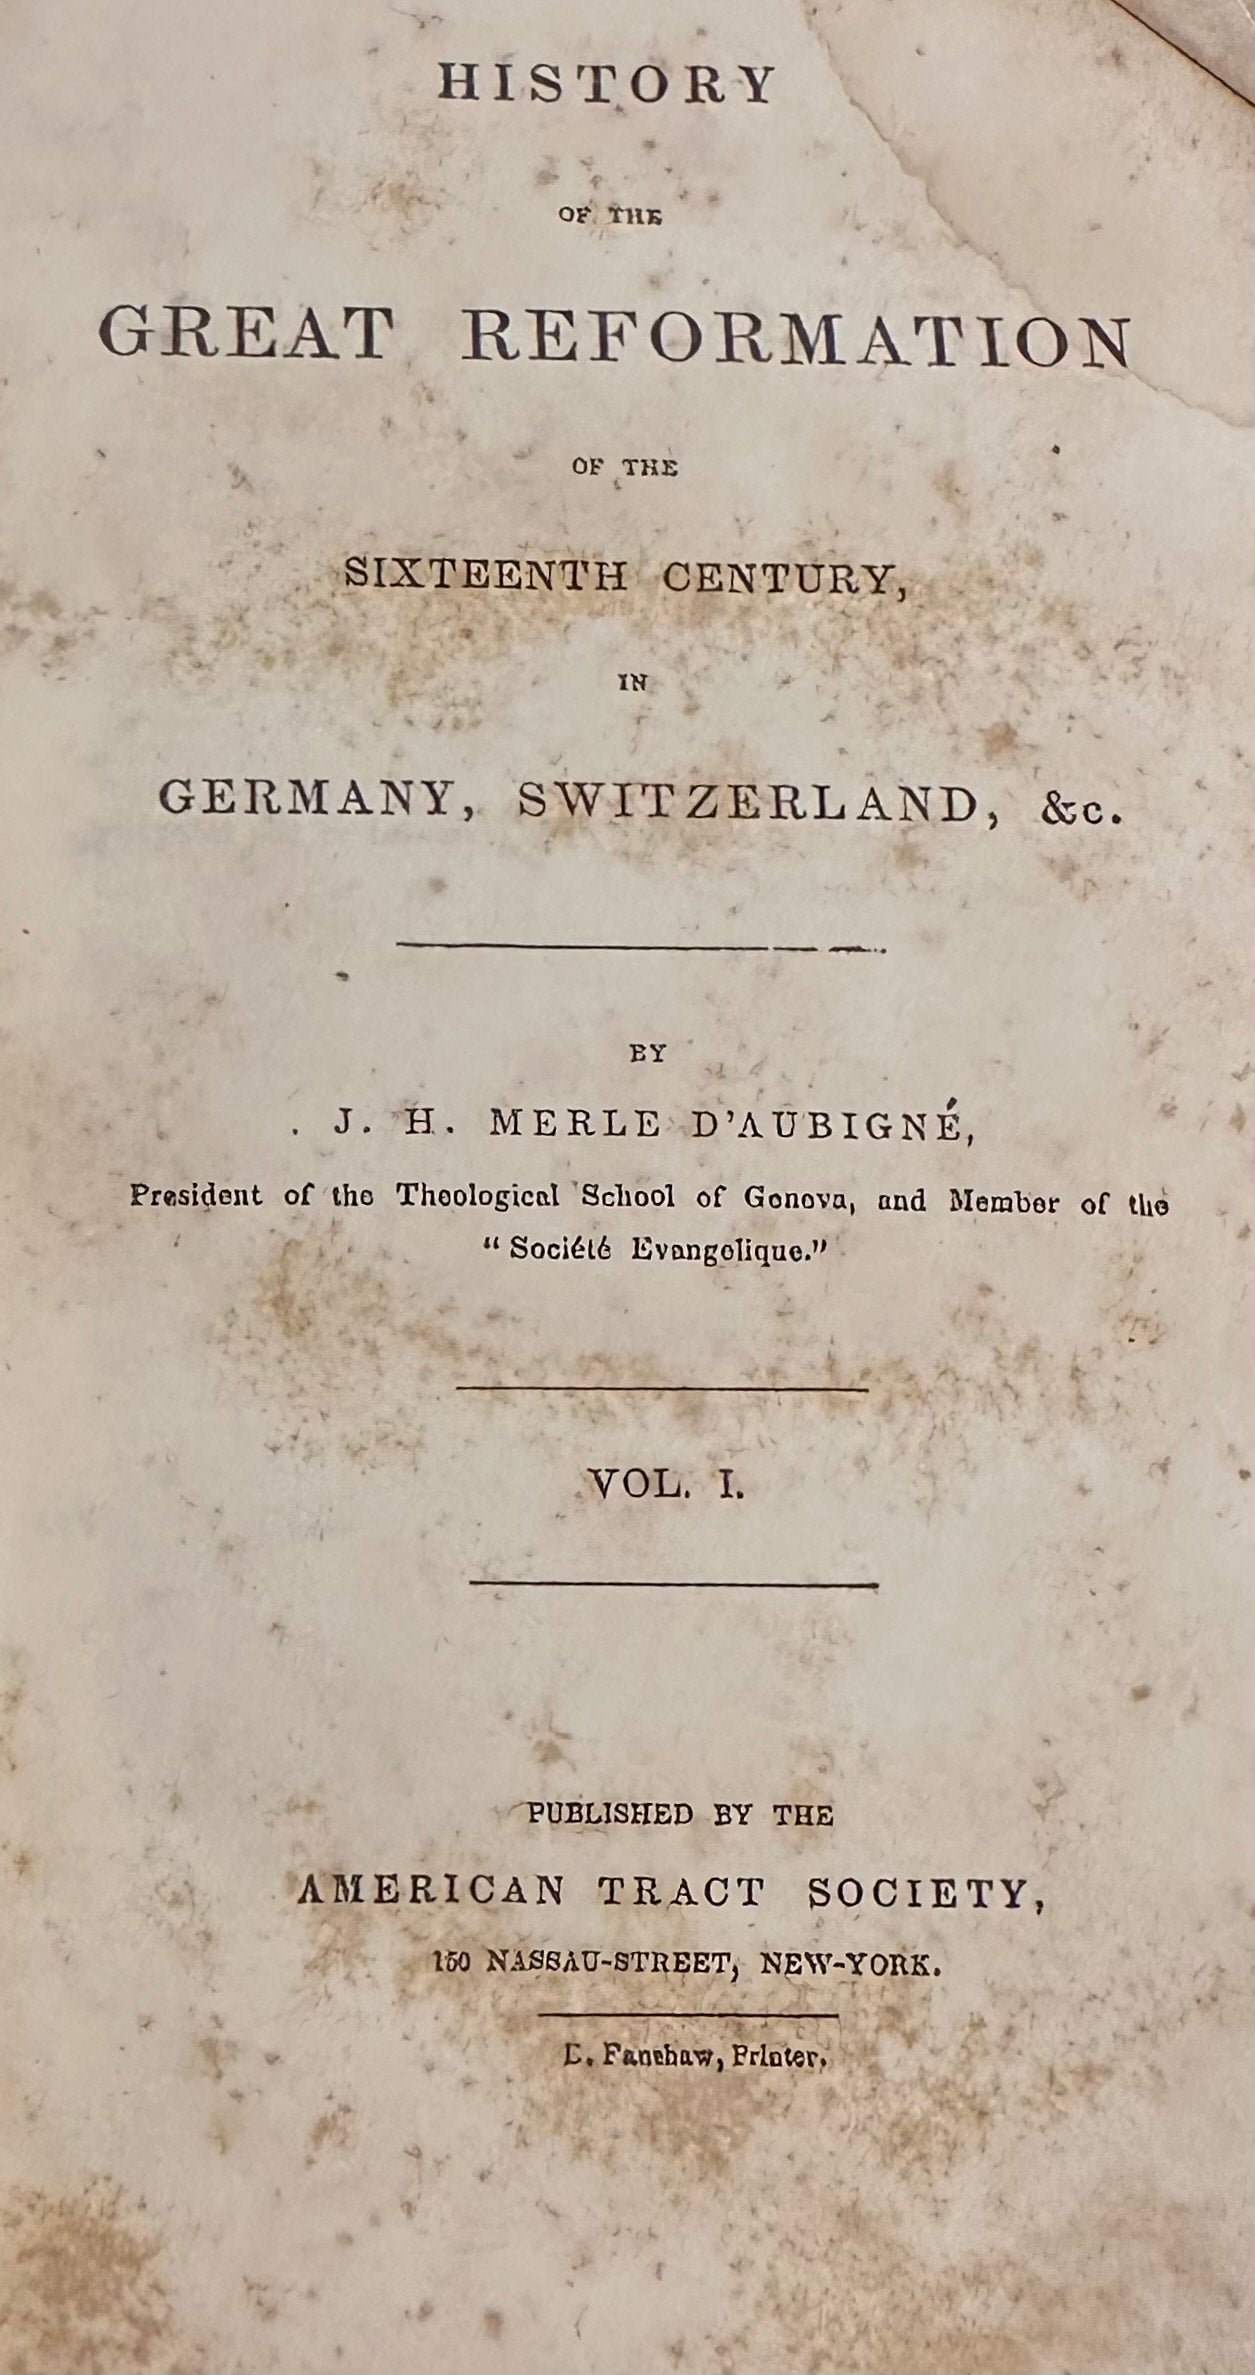 HISTORY
OF THE
GREAT REFORMATION
OF THE
SIXTEENTH CENTURY,
IN
GERMANY, SWITZERLAND, &c.
BY
J. H. MERLE D'AUBIGNÉ,
President of the Theological School of Geneva, and Member of the
“Société Evangelique.”
VOL. I.
PUBLISHED BY THE
AMERICAN TRACT SOCIETY,
150 NASSAU-STREET, NEW-YORK.
D. Fanshaw, Printer.